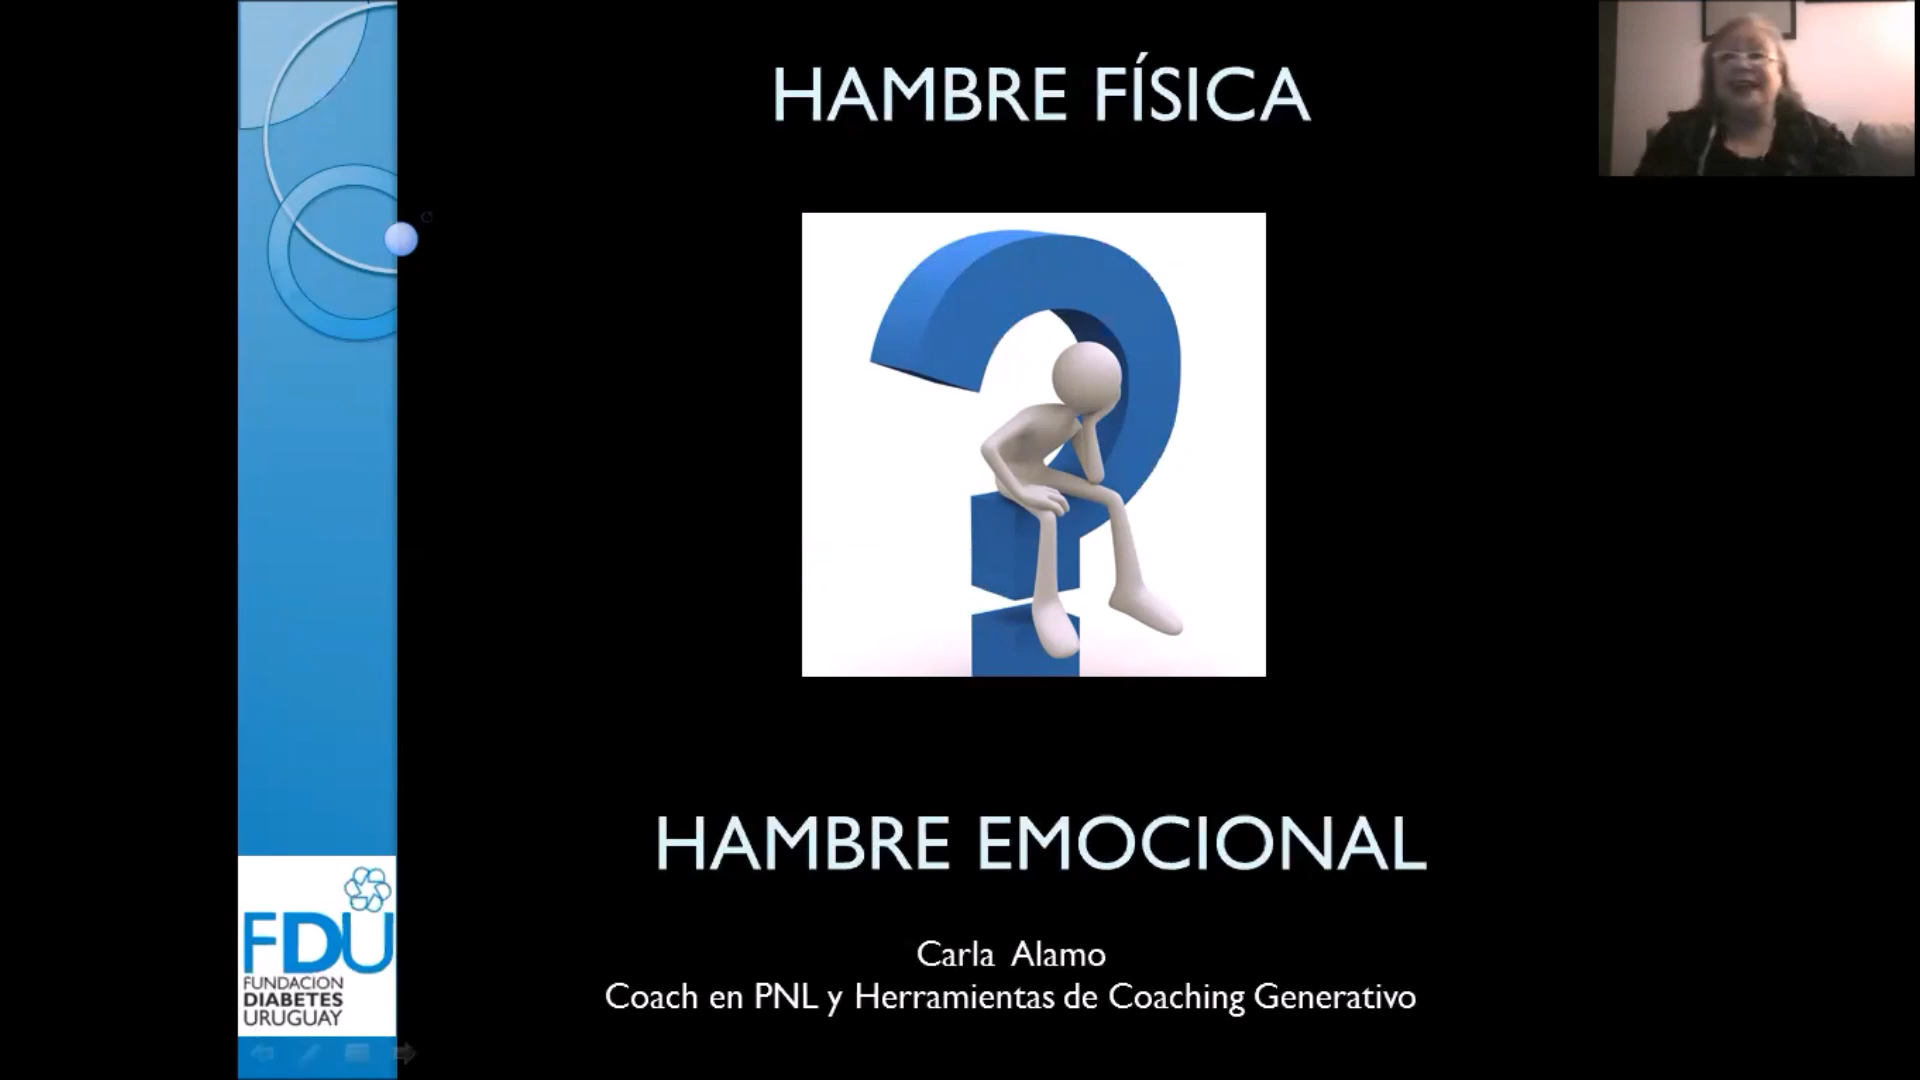 HAMBRE FÍSICA
HAMBRE EMOCIONAL
Carla Alamo
Coach en PNL y Herramientas de Coaching Generativo
FDU
FUNDACION
DIABETES
URUGUAY